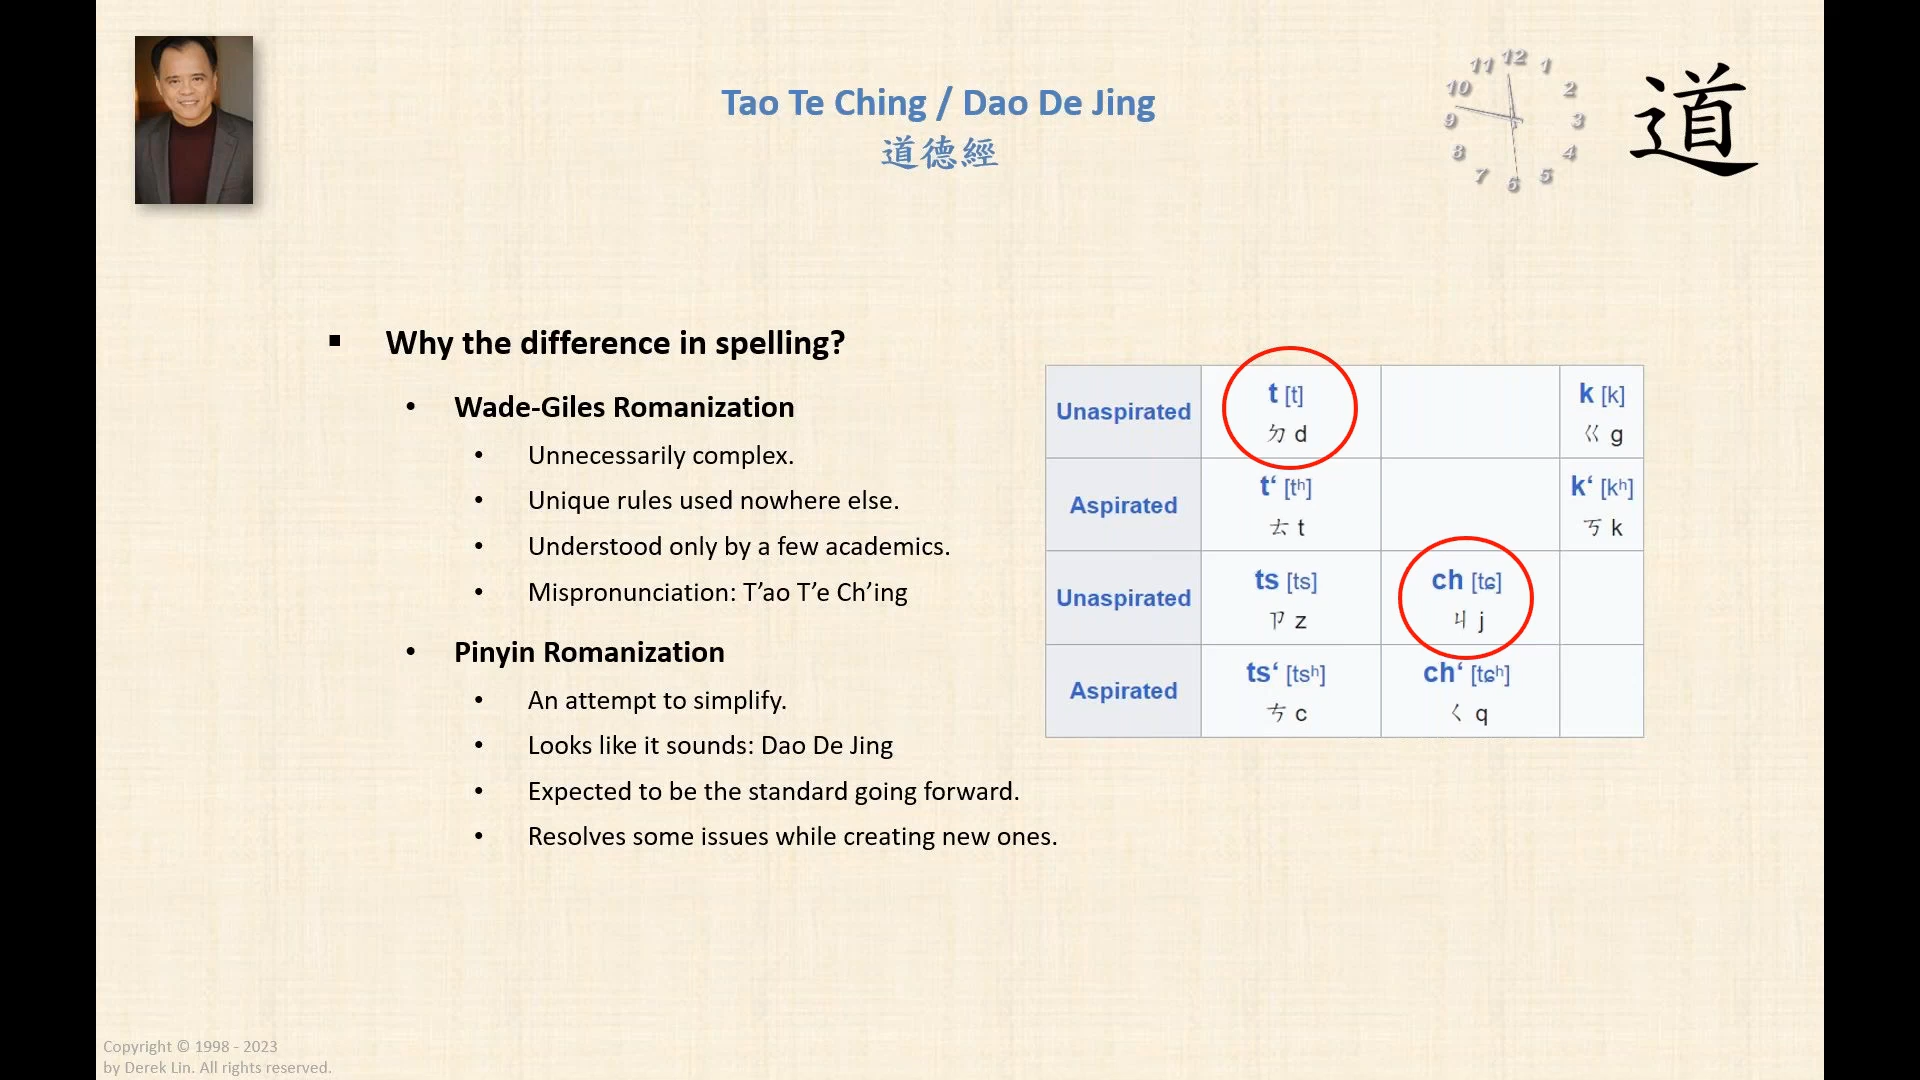 Tao Te Ching / Dao De Jing
道德經
12
11
1
10
2
9
3
8
4
7
5
6
道
▪ Why the difference in spelling?
• Wade-Giles Romanization
• Unnecessarily complex.
• Unique rules used nowhere else.
• Understood only by a few academics.
• Mispronunciation: T’ao T’e Ch’ing
• Pinyin Romanization
• An attempt to simplify.
• Looks like it sounds: Dao De Jing
• Expected to be the standard going forward.
• Resolves some issues while creating new ones.
Unaspirated
t [t]
ㄉ d
k [k]
ㄍ g
Aspirated
t‘ [tʰ]
ㄊ t
k‘ [kʰ]
ㄎ k
Unaspirated
ts [ts]
ㄗ z
ch [tɕ]
ㄐ j
Aspirated
ts‘ [tsʰ]
ㄘ c
ch‘ [tɕʰ]
ㄑ q
Copyright © 1998 - 2023
by Derek Lin. All rights reserved.